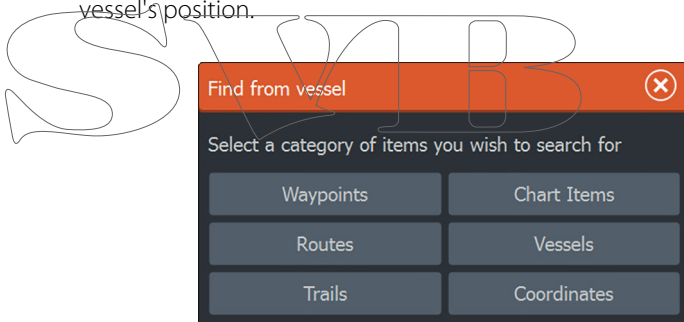 vessel's position.
SVB
Find from vessel
Select a category of items you wish to search for
Waypoints Chart Items
Routes Vessels
Trails Coordinates